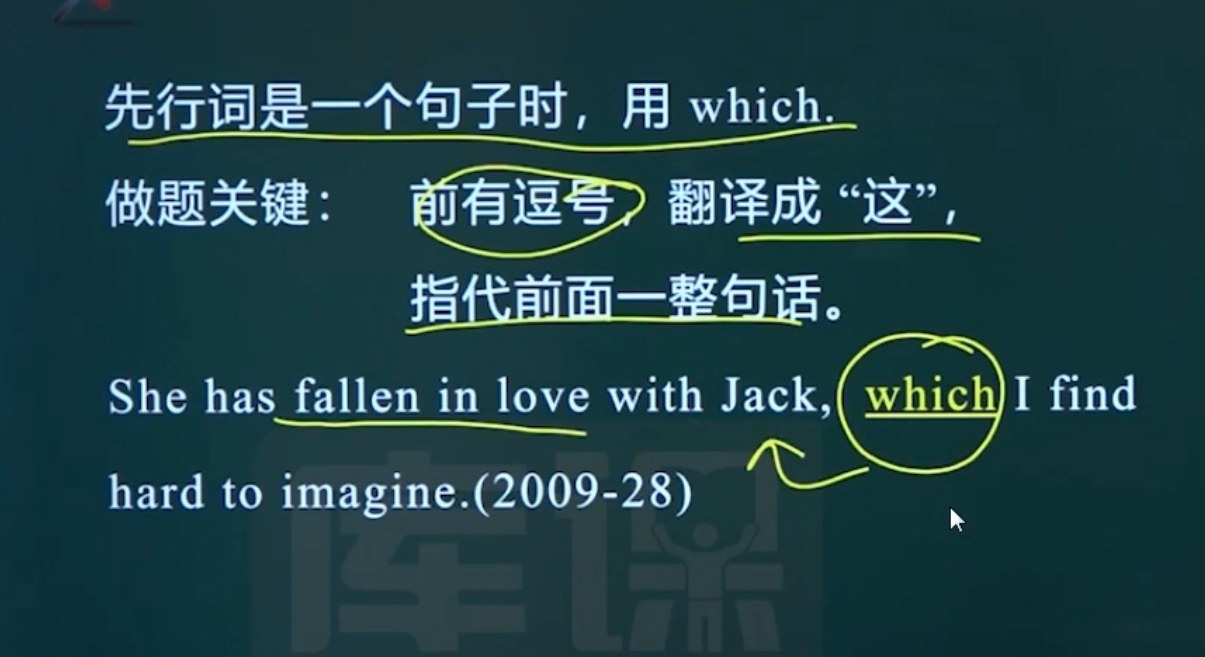 先行词是一个句子时，用 which.
做题关键： 前有逗号，翻译成 “这”，
指代前面一整句话。
She has fallen in love with Jack, which I find
hard to imagine.(2009-28)
库课